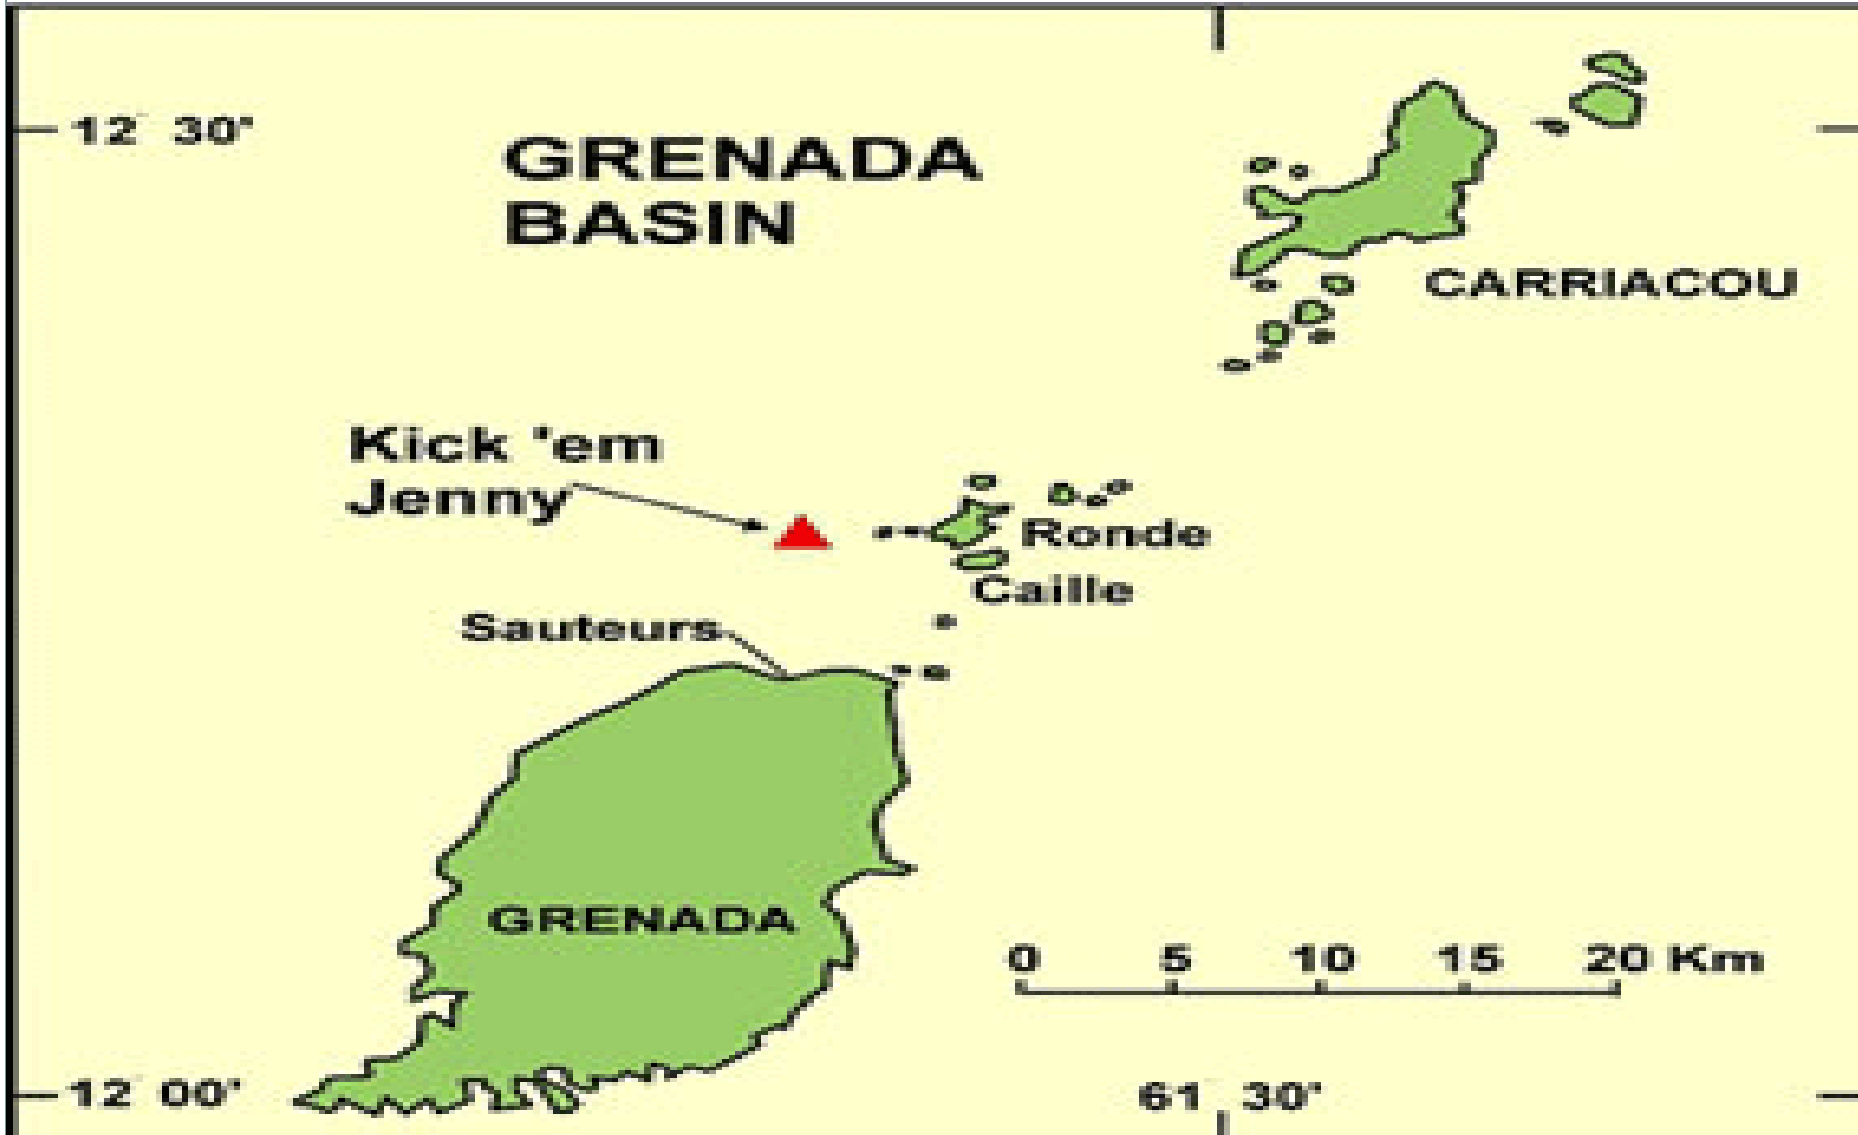 12° 30'
GRENADA
BASIN
CARRIACOU
Kick 'em
Jenny
Ronde
Caille
Sauteurs
GRENADA
0 5 10 15 20 Km
12° 00'
61° 30'